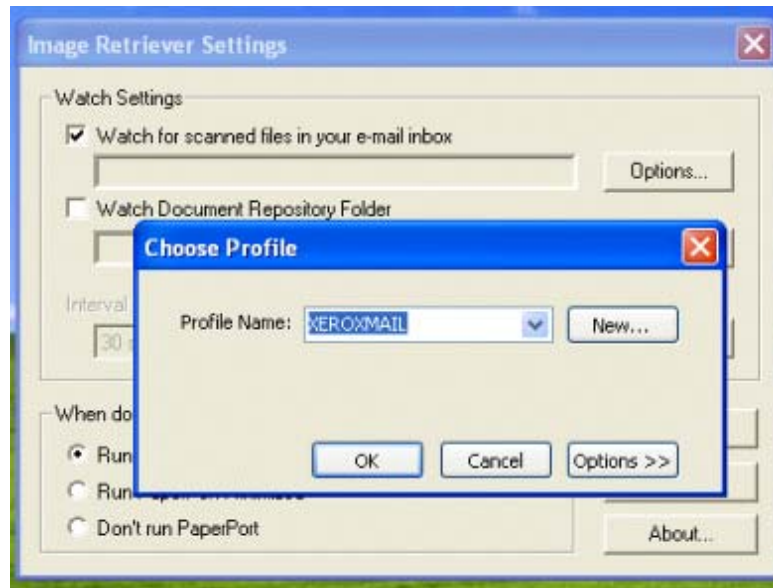 Image Retriever Settings
Watch Settings
Watch for scanned files in your e-mail inbox
Options...
Watch Document Repository Folder
Choose Profile
Interval
Profile Name: XEROXMAIL New...
30
When do
Run
OK Cancel Options >>
Run
Don't run PaperPort
About...